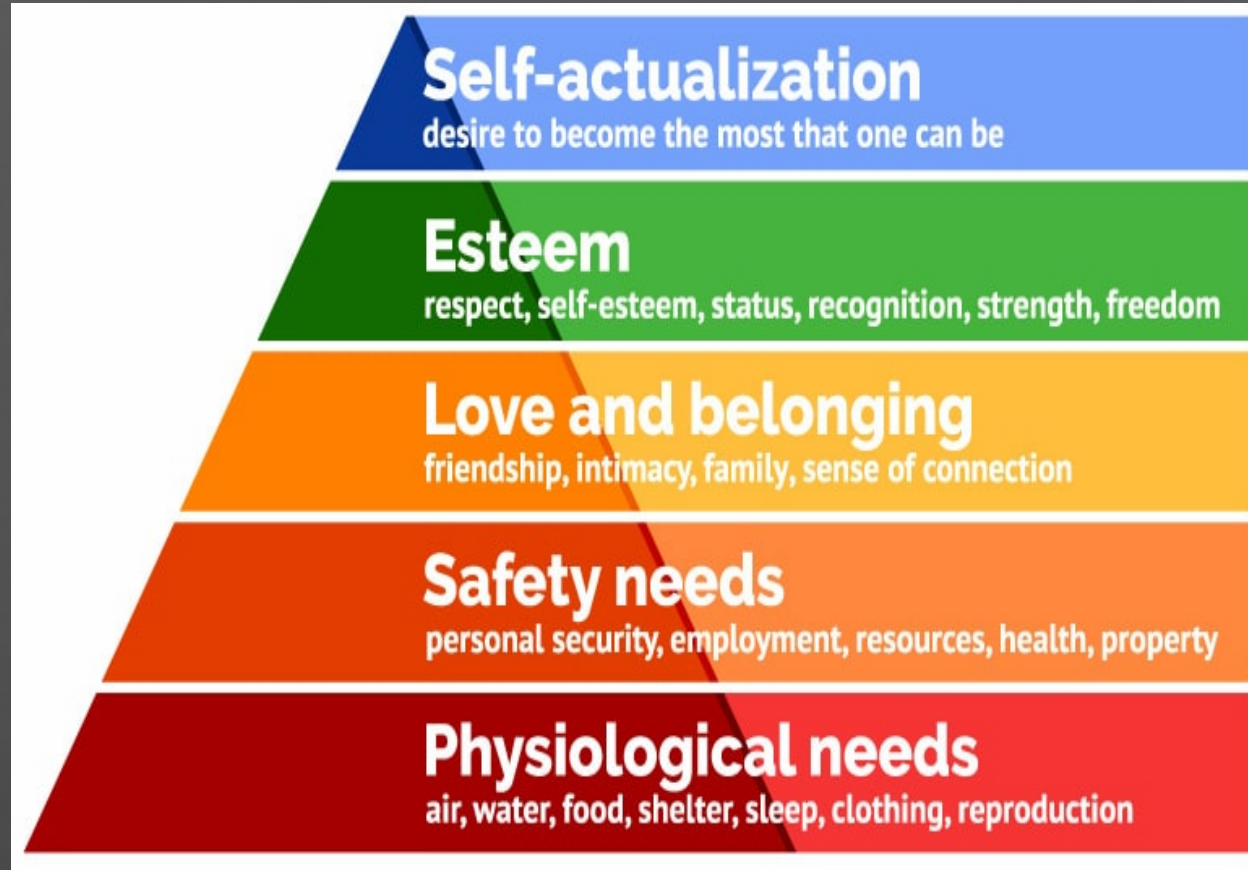 Self-actualization
desire to become the most that one can be
Esteem
respect, self-esteem, status, recognition, strength, freedom
Love and belonging
friendship, intimacy, family, sense of connection
Safety needs
personal security, employment, resources, health, property
Physiological needs
air, water, food, shelter, sleep, clothing, reproduction